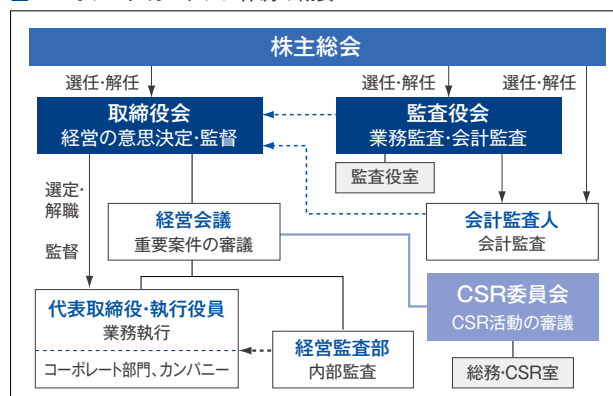 株主総会
選任・解任
選任・解任
選任・解任
取締役会
経営の意思決定・監督
監査役会
業務監査・会計監査
監査役室
選定・
解職
監督
経営会議
重要案件の審議
会計監査人
会計監査
代表取締役・執行役員
業務執行
コーポレート部門、カンパニー
経営監査部
内部監査
CSR委員会
CSR活動の審議
総務・CSR室